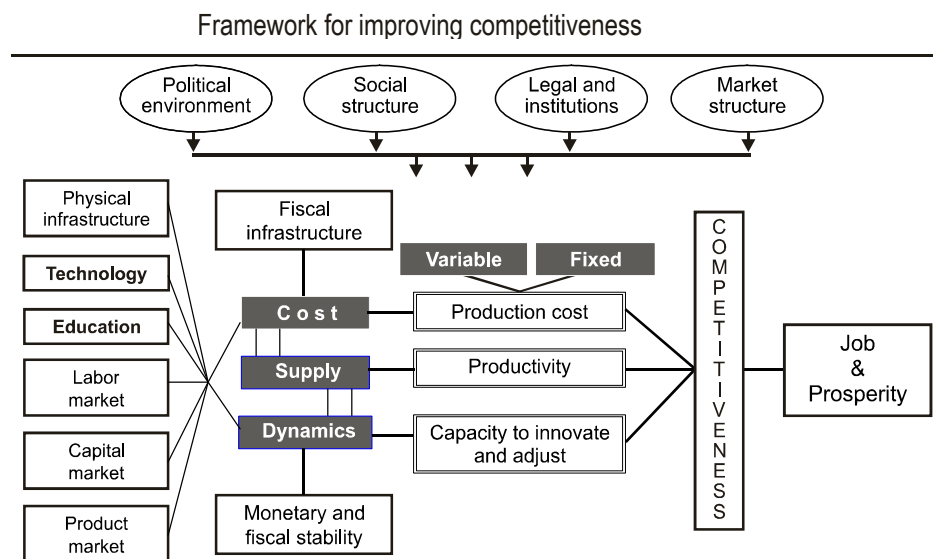 Framework for improving competitiveness
Political
environment
Social
structure
Legal and
institutions
Market
structure
Physical
infrastructure
Technology
Education
Labor
market
Capital
market
Product
market
Fiscal
infrastructure
Cost
Supply
Dynamics
Monetary and
fiscal stability
Variable
Fixed
Production cost
Productivity
Capacity to innovate
and adjust
COMPETITIVENESS
Job
&
Prosperity